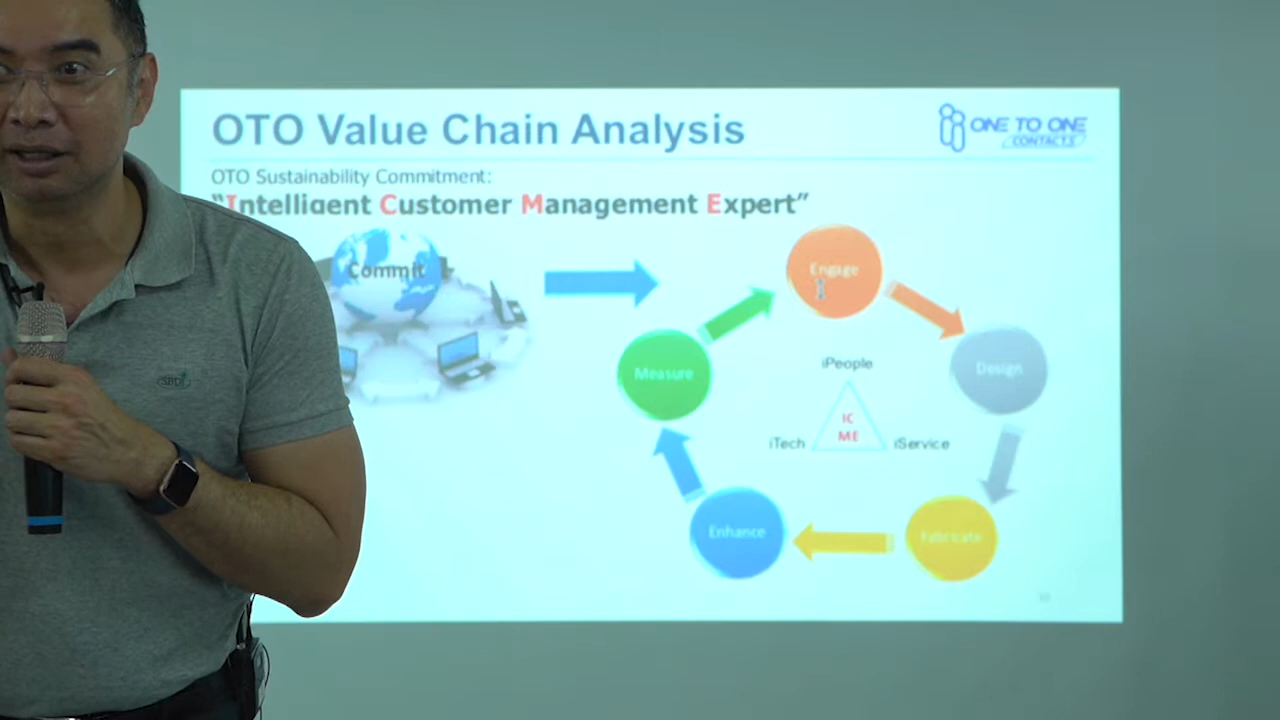 OTO Value Chain Analysis
ONE TO ONE
CONTACTS
OTO Sustainability Commitment:
"Intelligent Customer Management Expert"
Commit
Engage
Measure
Design
iPeople
IC
ME
iTech
iService
Enhance
Fabricate
SBDi